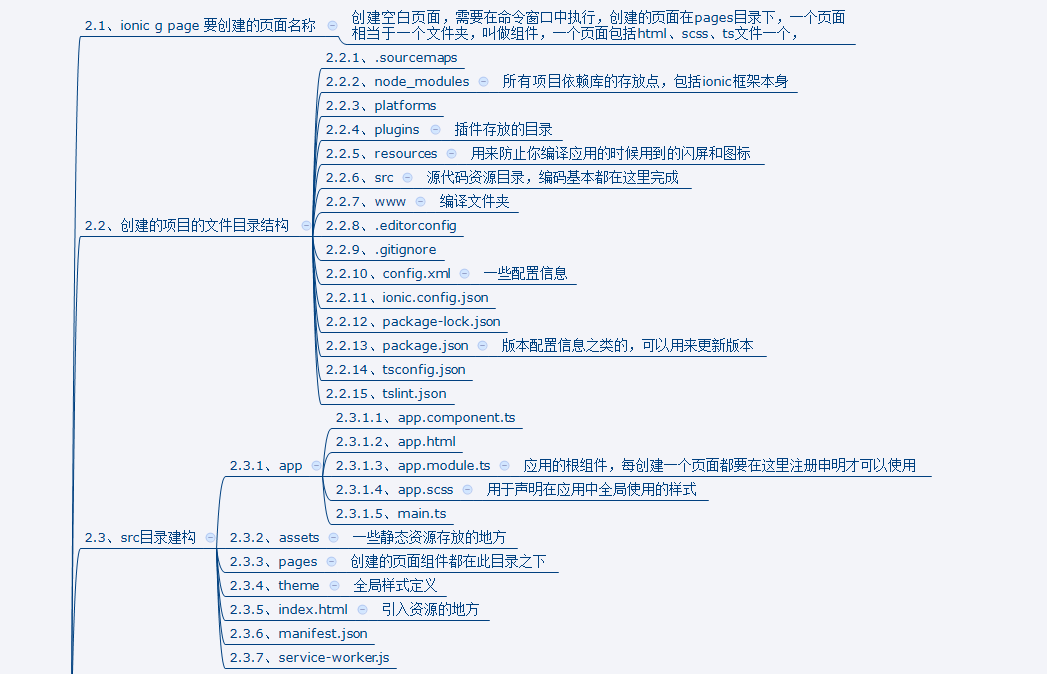 2.1、ionic g page 要创建的页面名称
创建空白页面，需要在命令窗口中执行，创建的页面在pages目录下，一个页面
相当于一个文件夹，叫做组件，一个页面包括html、scss、ts文件一个，
2.2、创建的项目的文件目录结构
2.2.1、.sourcemaps
2.2.2、node_modules 所有项目依赖库的存放点，包括ionic框架本身
2.2.3、platforms
2.2.4、plugins 插件存放的目录
2.2.5、resources 用来防止你编译应用的时候用到的闪屏和图标
2.2.6、src 源代码资源目录，编码基本都在这里完成
2.2.7、www 编译文件夹
2.2.8、.editorconfig
2.2.9、.gitignore
2.2.10、config.xml 一些配置信息
2.2.11、ionic.config.json
2.2.12、package-lock.json
2.2.13、package.json 版本配置信息之类的，可以用来更新版本
2.2.14、tsconfig.json
2.2.15、tslint.json
2.3、src目录建构
2.3.1、app
2.3.1.1、app.component.ts
2.3.1.2、app.html
2.3.1.3、app.module.ts 应用的根组件，每创建一个页面都要在这里注册申明才可以使用
2.3.1.4、app.scss 用于声明在应用中全局使用的样式
2.3.1.5、main.ts
2.3.2、assets 一些静态资源存放的地方
2.3.3、pages 创建的页面组件都在此目录之下
2.3.4、theme 全局样式定义
2.3.5、index.html 引入资源的地方
2.3.6、manifest.json
2.3.7、service-worker.js